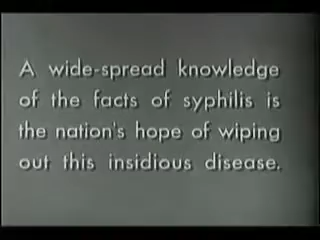 A wide-spread knowledge
of the facts of syphilis is
the nation's hope of wiping
out this insidious disease.